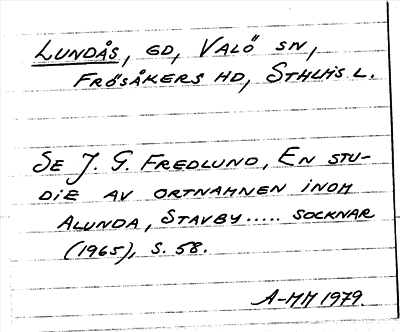 LUNDÅS, GD, VALÖ SN,
FRÖSÅKERS HD, STHLMS L.
SE J. G. FREDLUND, EN STU-
DIE AV ORTNAMNEN INOM
ALUNDA, STAVBY..... SOCKNAR
(1965), S. 58.
A-MM 1979.